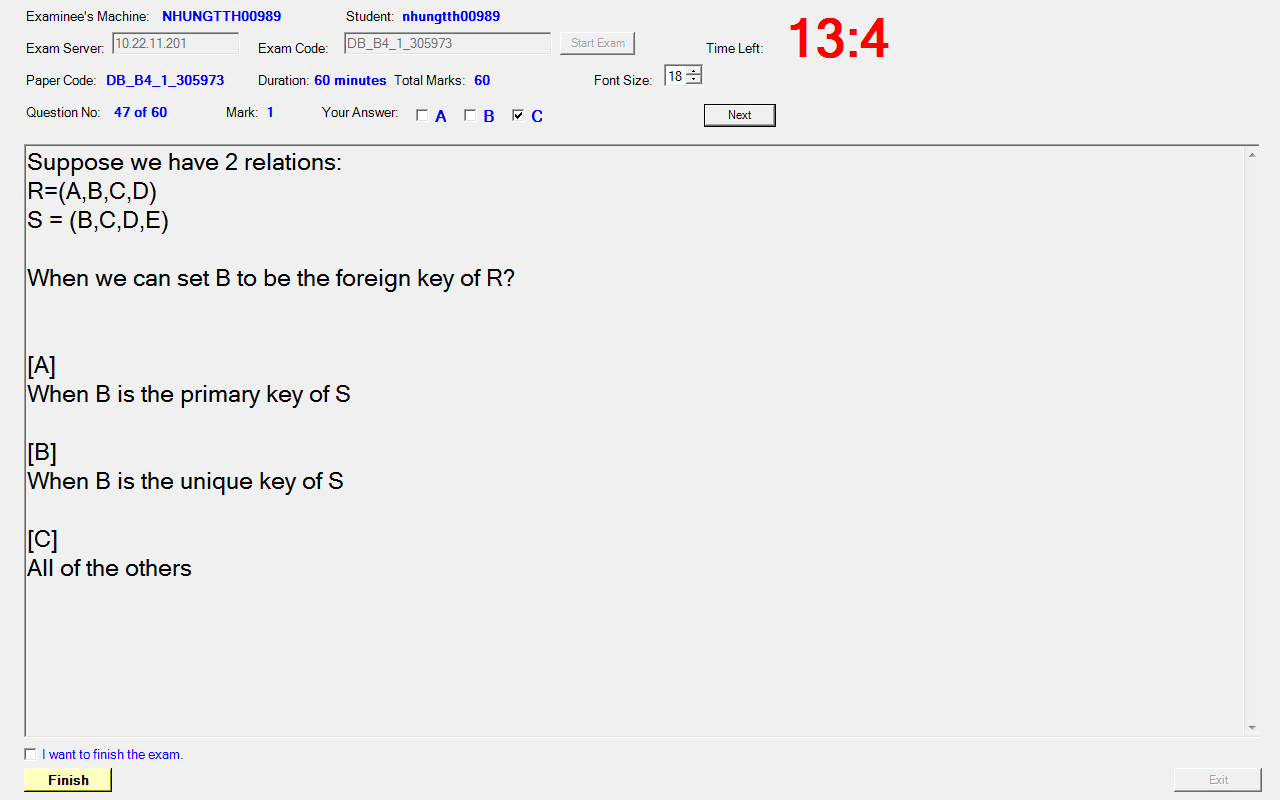 Examinee's Machine: NHUNGTTH00989 Student: nhungtth00989
Exam Server: 10.22.11.201 Exam Code: DB_B4_1_305973 Start Exam Time Left: 13:4
Paper Code: DB_B4_1_305973 Duration: 60 minutes Total Marks: 60 Font Size: 18
Question No: 47 of 60 Mark: 1 Your Answer: A B C Next
Suppose we have 2 relations:
R=(A,B,C,D)
S = (B,C,D,E)
When we can set B to be the foreign key of R?
[A]
When B is the primary key of S
[B]
When B is the unique key of S
[C]
All of the others
I want to finish the exam.
Finish Exit